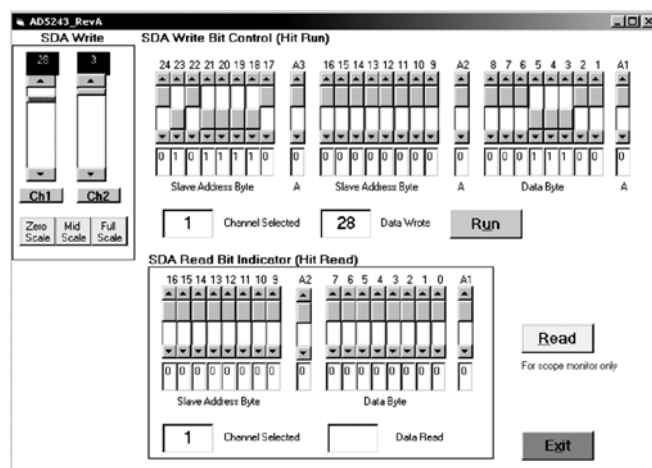 AD5243_RevA
SDA Write
28 3
Ch1 Ch2
Zero Scale Mid Scale Full Scale
SDA Write Bit Control (Hit Run)
24 23 22 21 20 19 18 17 A3 16 15 14 13 12 11 10 9 A2 8 7 6 5 4 3 2 1 A1
0 1 0 1 1 1 1 0 0 0 0 0 0 0 0 0 0 0 0 0 0 0 1 1 1 0 0 0
Slave Address Byte A Slave Address Byte A Data Byte A
1 Channel Selected 28 Data Wrote Run
SDA Read Bit Indicator (Hit Read)
16 15 14 13 12 11 10 9 A2 7 6 5 4 3 2 1 0 A1
0 0 0 0 0 0 0 0 0 0 0 0 0 0 0 0 0 0
Slave Address Byte Data Byte
1 Channel Selected Data Read
Read
For scope monitor only
Exit